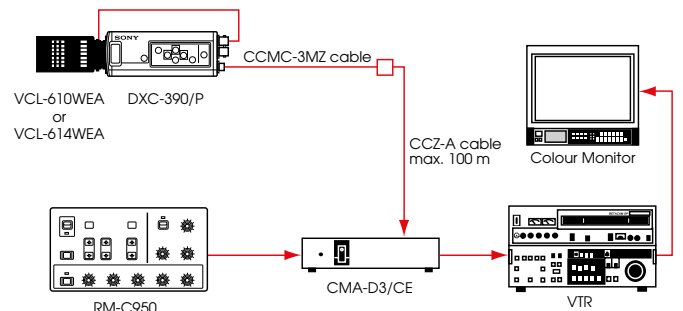 SONY
CCMC-3MZ cable
VCL-610WEA
or
VCL-614WEA
DXC-390/P
CCZ-A cable
max. 100 m
Colour Monitor
RM-C950
CMA-D3/CE
VTR